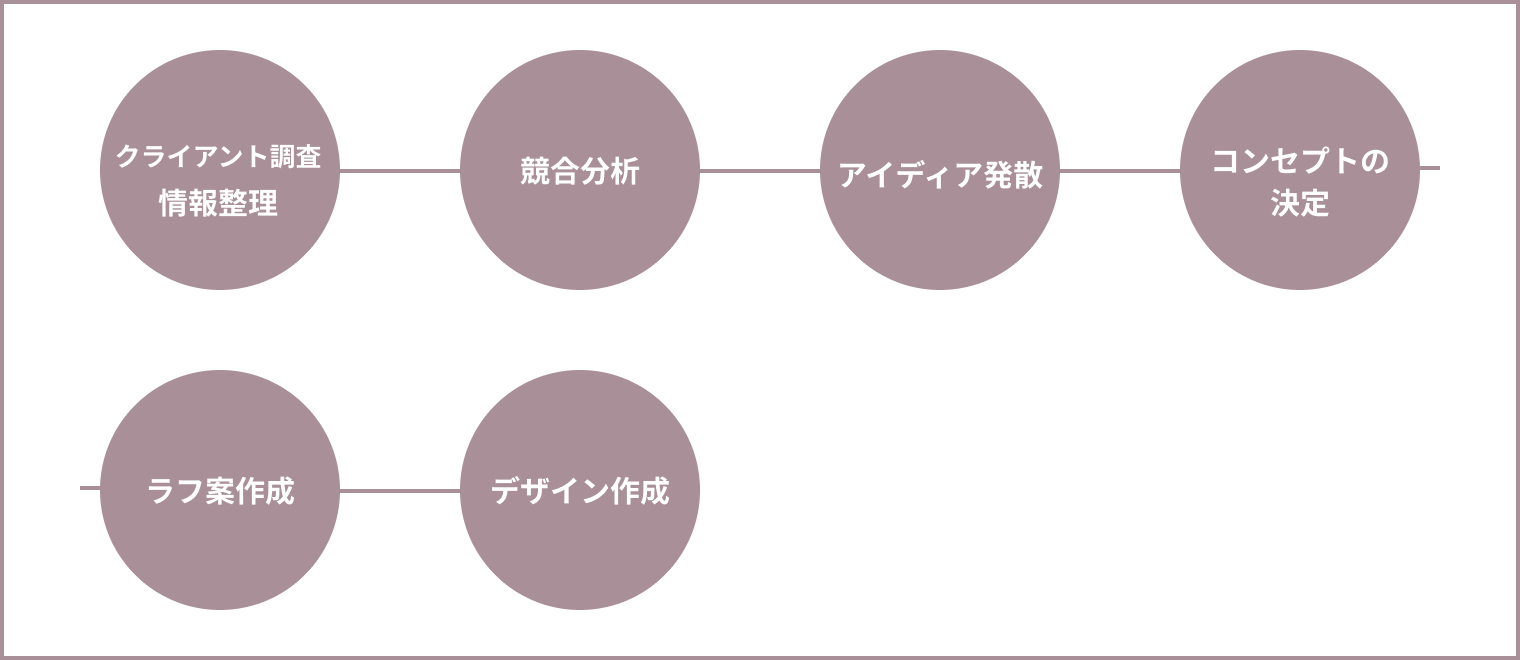 クライアント調査
情報整理
競合分析
アイディア発散
コンセプトの
決定
ラフ案作成
デザイン作成